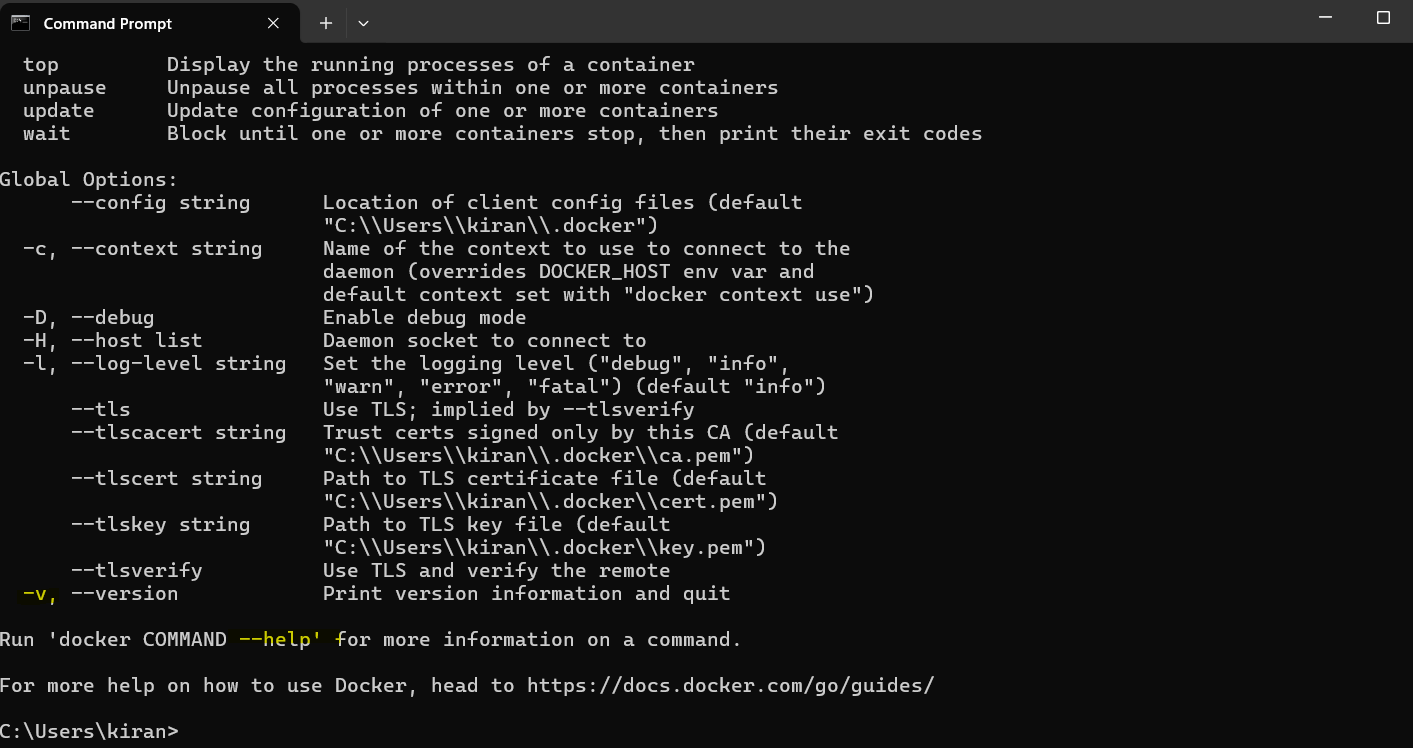 Command Prompt
top         Display the running processes of a container
unpause     Unpause all processes within one or more containers
update      Update configuration of one or more containers
wait        Block until one or more containers stop, then print their exit codes
Global Options:
      --config string      Location of client config files (default
                           "C:\\Users\\kiran\\.docker")
  -c, --context string     Name of the context to use to connect to the
                           daemon (overrides DOCKER_HOST env var and
                           default context set with "docker context use")
  -D, --debug              Enable debug mode
  -H, --host list          Daemon socket to connect to
  -l, --log-level string   Set the logging level ("debug", "info",
                           "warn", "error", "fatal") (default "info")
      --tls                Use TLS; implied by --tlsverify
      --tlscacert string   Trust certs signed only by this CA (default
                           "C:\\Users\\kiran\\.docker\\ca.pem")
      --tlscert string     Path to TLS certificate file (default
                           "C:\\Users\\kiran\\.docker\\cert.pem")
      --tlskey string      Path to TLS key file (default
                           "C:\\Users\\kiran\\.docker\\key.pem")
      --tlsverify          Use TLS and verify the remote
  -v, --version            Print version information and quit
Run 'docker COMMAND --help' for more information on a command.
For more help on how to use Docker, head to https://docs.docker.com/go/guides/
C:\Users\kiran>